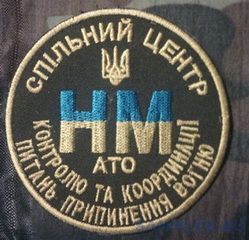 СПІЛЬНИЙ ЦЕНТР
НМ
АТО
КОНТРОЛЮ ТА КООРДИНАЦІЇ
ПИТАНЬ ПРИПИНЕННЯ ВОГНЮ